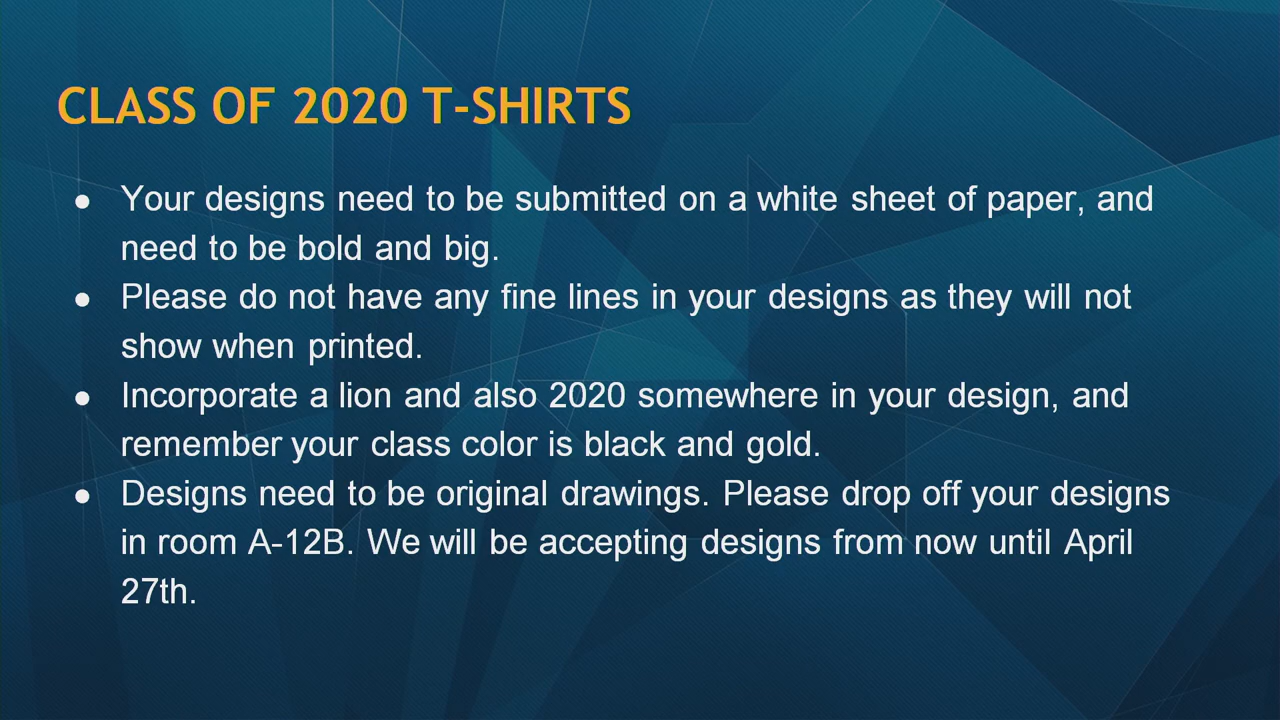 CLASS OF 2020 T-SHIRTS
● Your designs need to be submitted on a white sheet of paper, and
need to be bold and big.
● Please do not have any fine lines in your designs as they will not
show when printed.
● Incorporate a lion and also 2020 somewhere in your design, and
remember your class color is black and gold.
● Designs need to be original drawings. Please drop off your designs
in room A-12B. We will be accepting designs from now until April
27th.